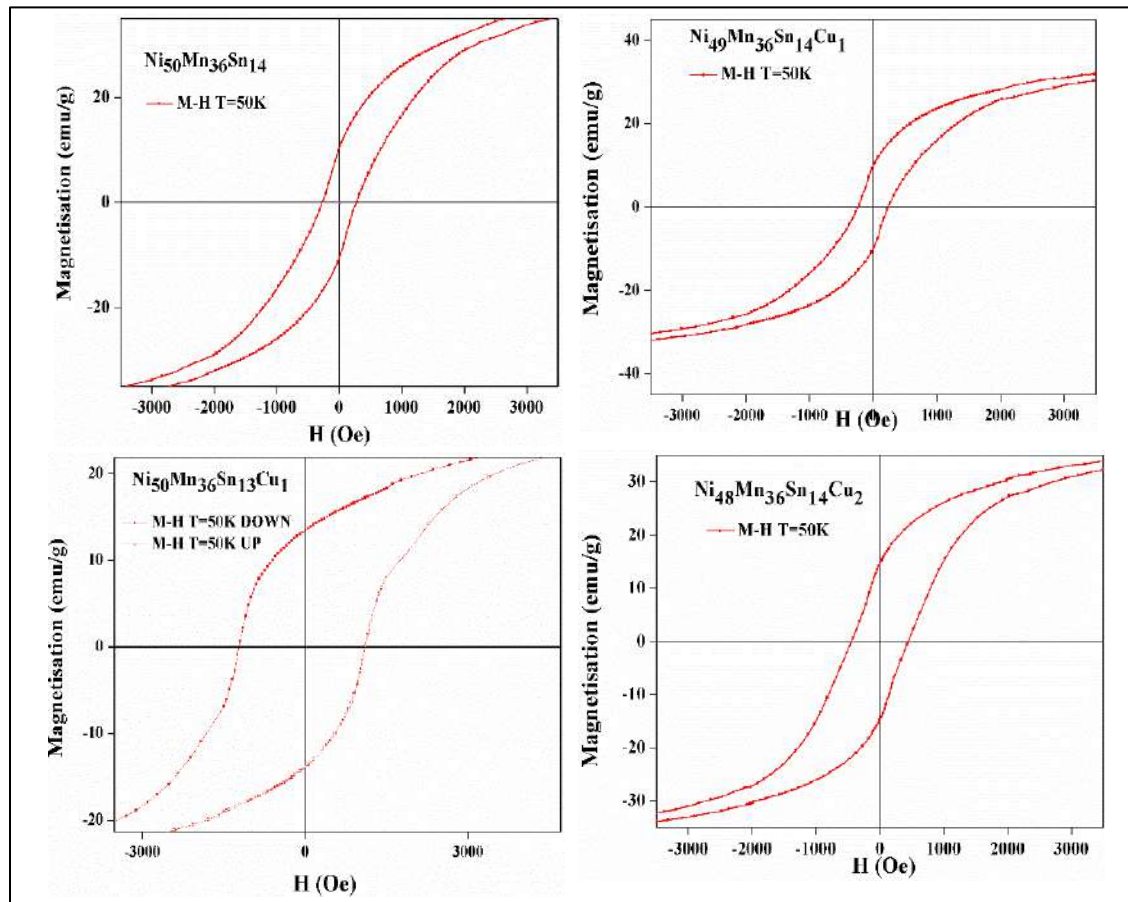 Ni50Mn36Sn14
M-H T=50K
Magnetisation (emu/g)
20
0
-20
-3000 -2000 -1000 0 1000 2000 3000
H (Oe)
Ni49Mn36Sn14Cu1
M-H T=50K
Magnetisation (emu/g)
40
20
0
-20
-40
-3000 -2000 -1000 0 1000 2000 3000
H (Oe)
Ni50Mn36Sn13Cu1
M-H T=50K DOWN
M-H T=50K UP
Magnetisation (emu/g)
20
10
0
-10
-20
-3000 0 3000
H (Oe)
Ni48Mn36Sn14Cu2
M-H T=50K
Magnetisation (emu/g)
30
20
10
0
-10
-20
-30
-3000 -2000 -1000 0 1000 2000 3000
H (Oe)